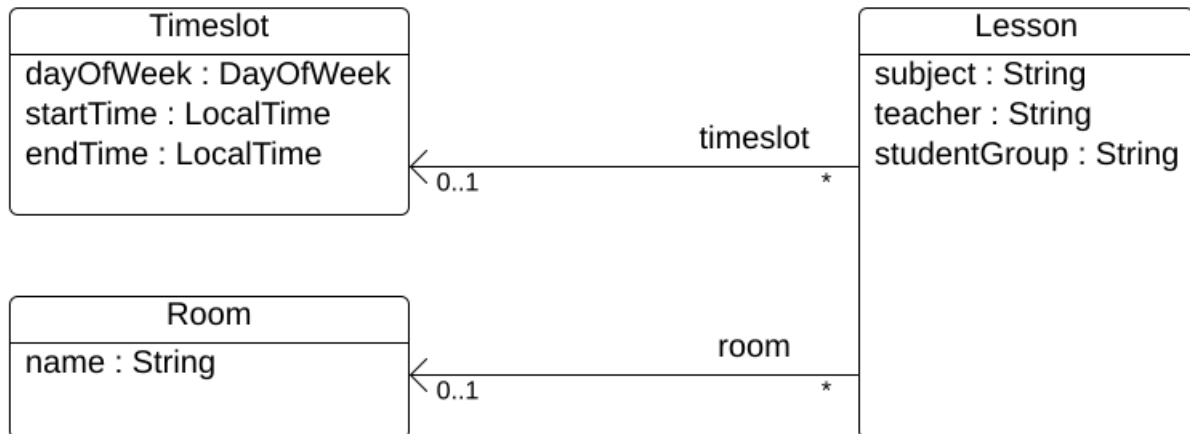 Timeslot
dayOfWeek : DayOfWeek
startTime : LocalTime
endTime : LocalTime
timeslot
0..1
*
Lesson
subject : String
teacher : String
studentGroup : String
Room
name : String
room
0..1
*